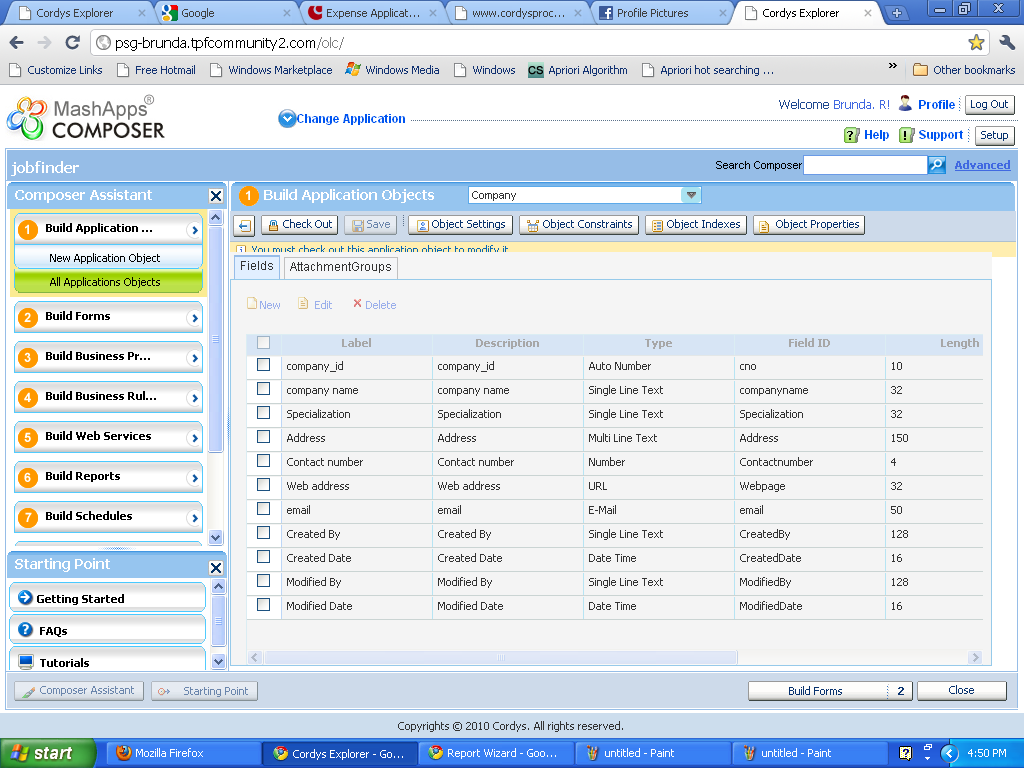 Cordys Explorer
Google
Expense Applicat...
www.cordysproc...
Profile Pictures
Cordys Explorer
psg-brunda.tpfcommunity2.com/olc/
Customize Links
Free Hotmail
Windows Marketplace
Windows Media
Windows
CS Apriori Algorithm
Apriori hot searching ...
»
Other bookmarks
MashApps®
COMPOSER
Change Application
Welcome Brunda. R!
Profile
Log Out
Help
Support
Setup
jobfinder
Search Composer
Advanced
Composer Assistant
1 Build Application Objects
Company
1 Build Application ...
New Application Object
All Applications Objects
2 Build Forms
3 Build Business Pr...
4 Build Business Rul...
5 Build Web Services
6 Build Reports
7 Build Schedules
Check Out
Save
Object Settings
Object Constraints
Object Indexes
Object Properties
You must check out this application object to modify it
Fields
AttachmentGroups
New
Edit
Delete
Label Description Type Field ID Length
company_id company_id Auto Number cno 10
company name company name Single Line Text companyname 32
Specialization Specialization Single Line Text Specialization 32
Address Address Multi Line Text Address 150
Contact number Contact number Number Contactnumber 4
Web address Web address URL Webpage 32
email email E-Mail email 50
Created By Created By Single Line Text CreatedBy 128
Created Date Created Date Date Time CreatedDate 16
Modified By Modified By Single Line Text ModifiedBy 128
Modified Date Modified Date Date Time ModifiedDate 16
Starting Point
Getting Started
FAQs
Tutorials
Composer Assistant
Starting Point
Build Forms 2
Close
Copyrights © 2010 Cordys. All rights reserved.
start
Mozilla Firefox
Cordys Explorer - Go...
Report Wizard - Goo...
untitled - Paint
untitled - Paint
4:50 PM